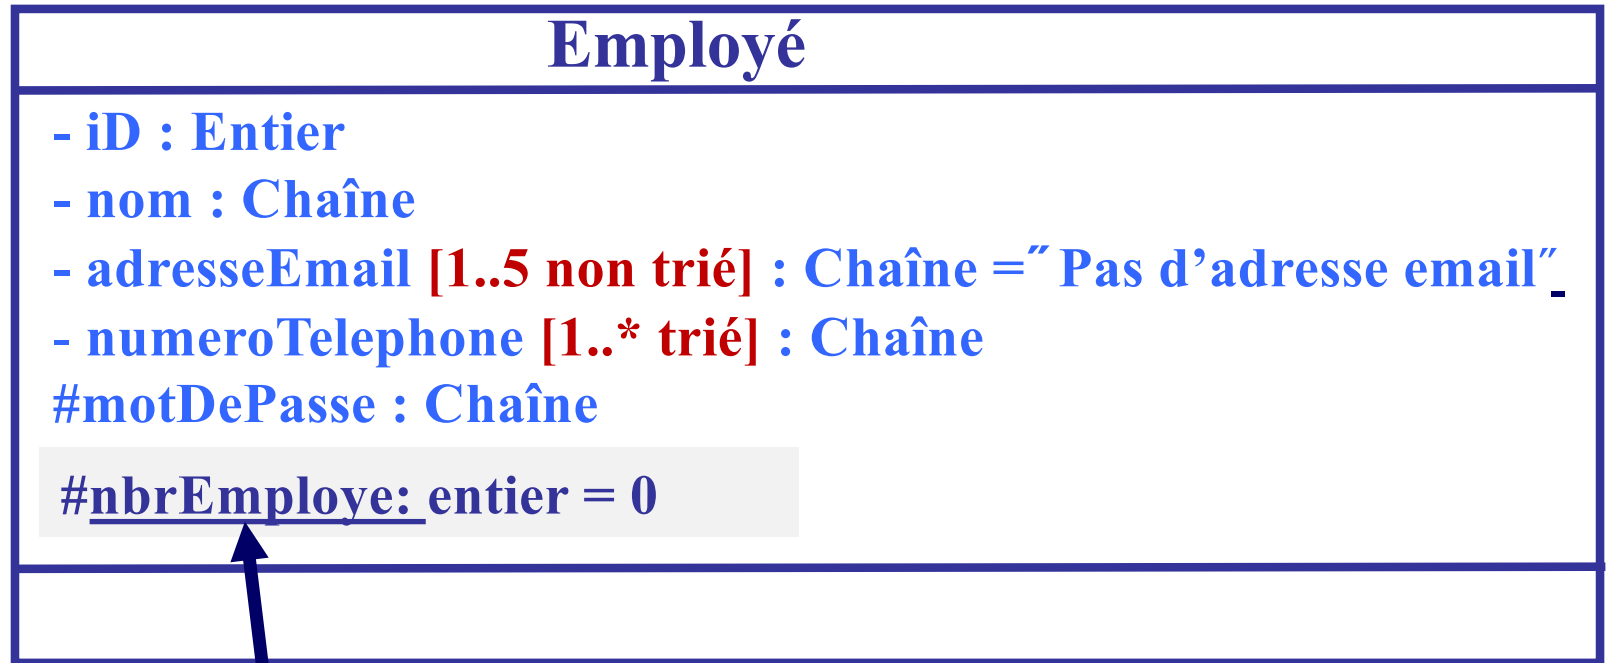 Employé
- iD : Entier
- nom : Chaîne
- adresseEmail [1..5 non trié] : Chaîne =˝ Pas d’adresse email˝
- numeroTelephone [1..* trié] : Chaîne
#motDePasse : Chaîne
#nbrEmploye: entier = 0